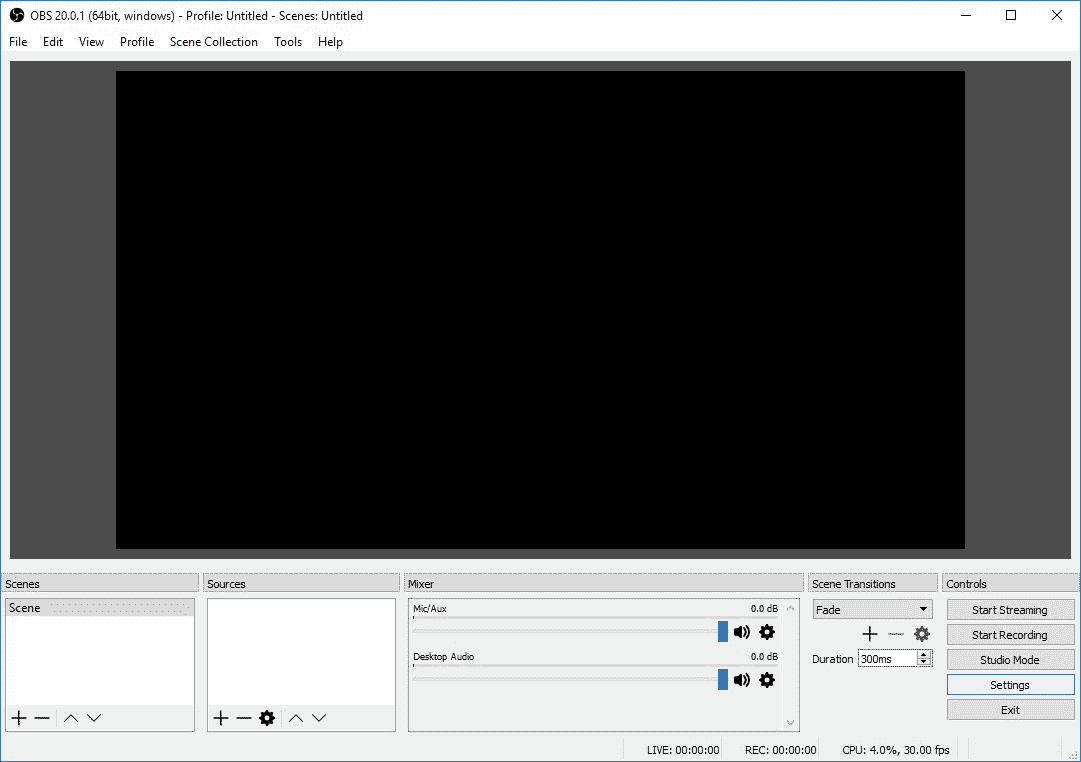 OBS 20.0.1 (64bit, windows) - Profile: Untitled - Scenes: Untitled
File Edit View Profile Scene Collection Tools Help
Scenes
Scene
Sources
Mixer
Mic/Aux 0.0 dB
Desktop Audio 0.0 dB
Scene Transitions
Fade
Duration 300ms
Controls
Start Streaming
Start Recording
Studio Mode
Settings
Exit
LIVE: 00:00:00 REC: 00:00:00 CPU: 4.0%, 30.00 fps